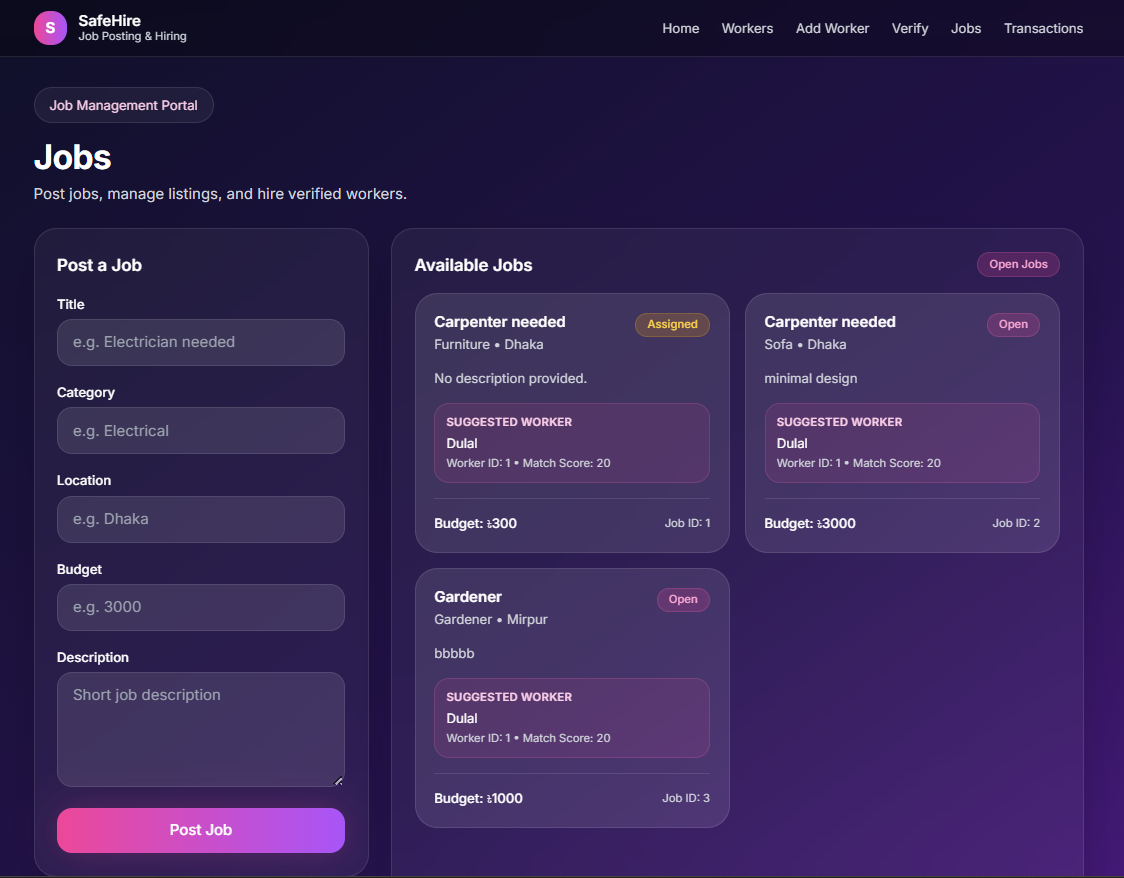 S
SafeHire
Job Posting & Hiring
Home
Workers
Add Worker
Verify
Jobs
Transactions
Job Management Portal
Jobs
Post jobs, manage listings, and hire verified workers.
Post a Job
Title
e.g. Electrician needed
Category
e.g. Electrical
Location
e.g. Dhaka
Budget
e.g. 3000
Description
Short job description
Post Job
Available Jobs
Open Jobs
Carpenter needed
Assigned
Furniture • Dhaka
No description provided.
SUGGESTED WORKER
Dulal
Worker ID: 1 • Match Score: 20
Budget: ৳300
Job ID: 1
Carpenter needed
Open
Sofa • Dhaka
minimal design
SUGGESTED WORKER
Dulal
Worker ID: 1 • Match Score: 20
Budget: ৳3000
Job ID: 2
Gardener
Open
Gardener • Mirpur
bbbbb
SUGGESTED WORKER
Dulal
Worker ID: 1 • Match Score: 20
Budget: ৳1000
Job ID: 3